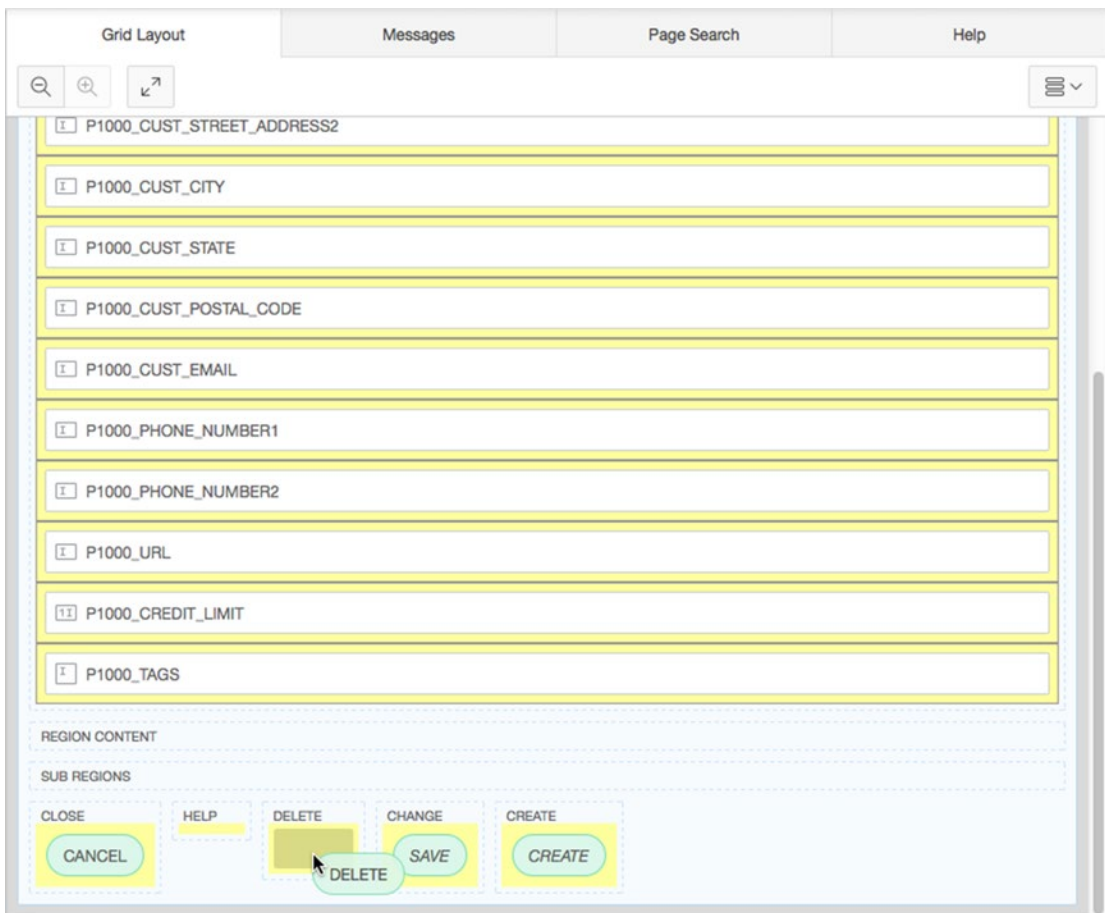 Grid Layout Messages Page Search Help
P1000_CUST_STREET_ADDRESS2
P1000_CUST_CITY
P1000_CUST_STATE
P1000_CUST_POSTAL_CODE
P1000_CUST_EMAIL
P1000_PHONE_NUMBER1
P1000_PHONE_NUMBER2
P1000_URL
P1000_CREDIT_LIMIT
P1000_TAGS
REGION CONTENT
SUB REGIONS
CLOSE HELP DELETE CHANGE CREATE
CANCEL SAVE CREATE
DELETE